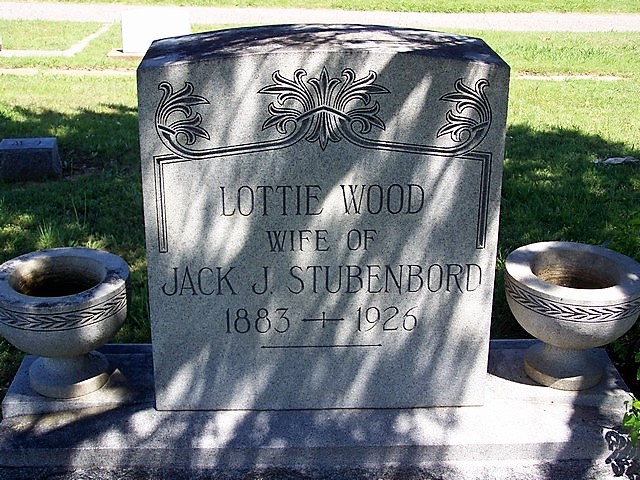 LOTTIE WOOD
WIFE OF
JACK J. STUBENBORD
1883 + 1926